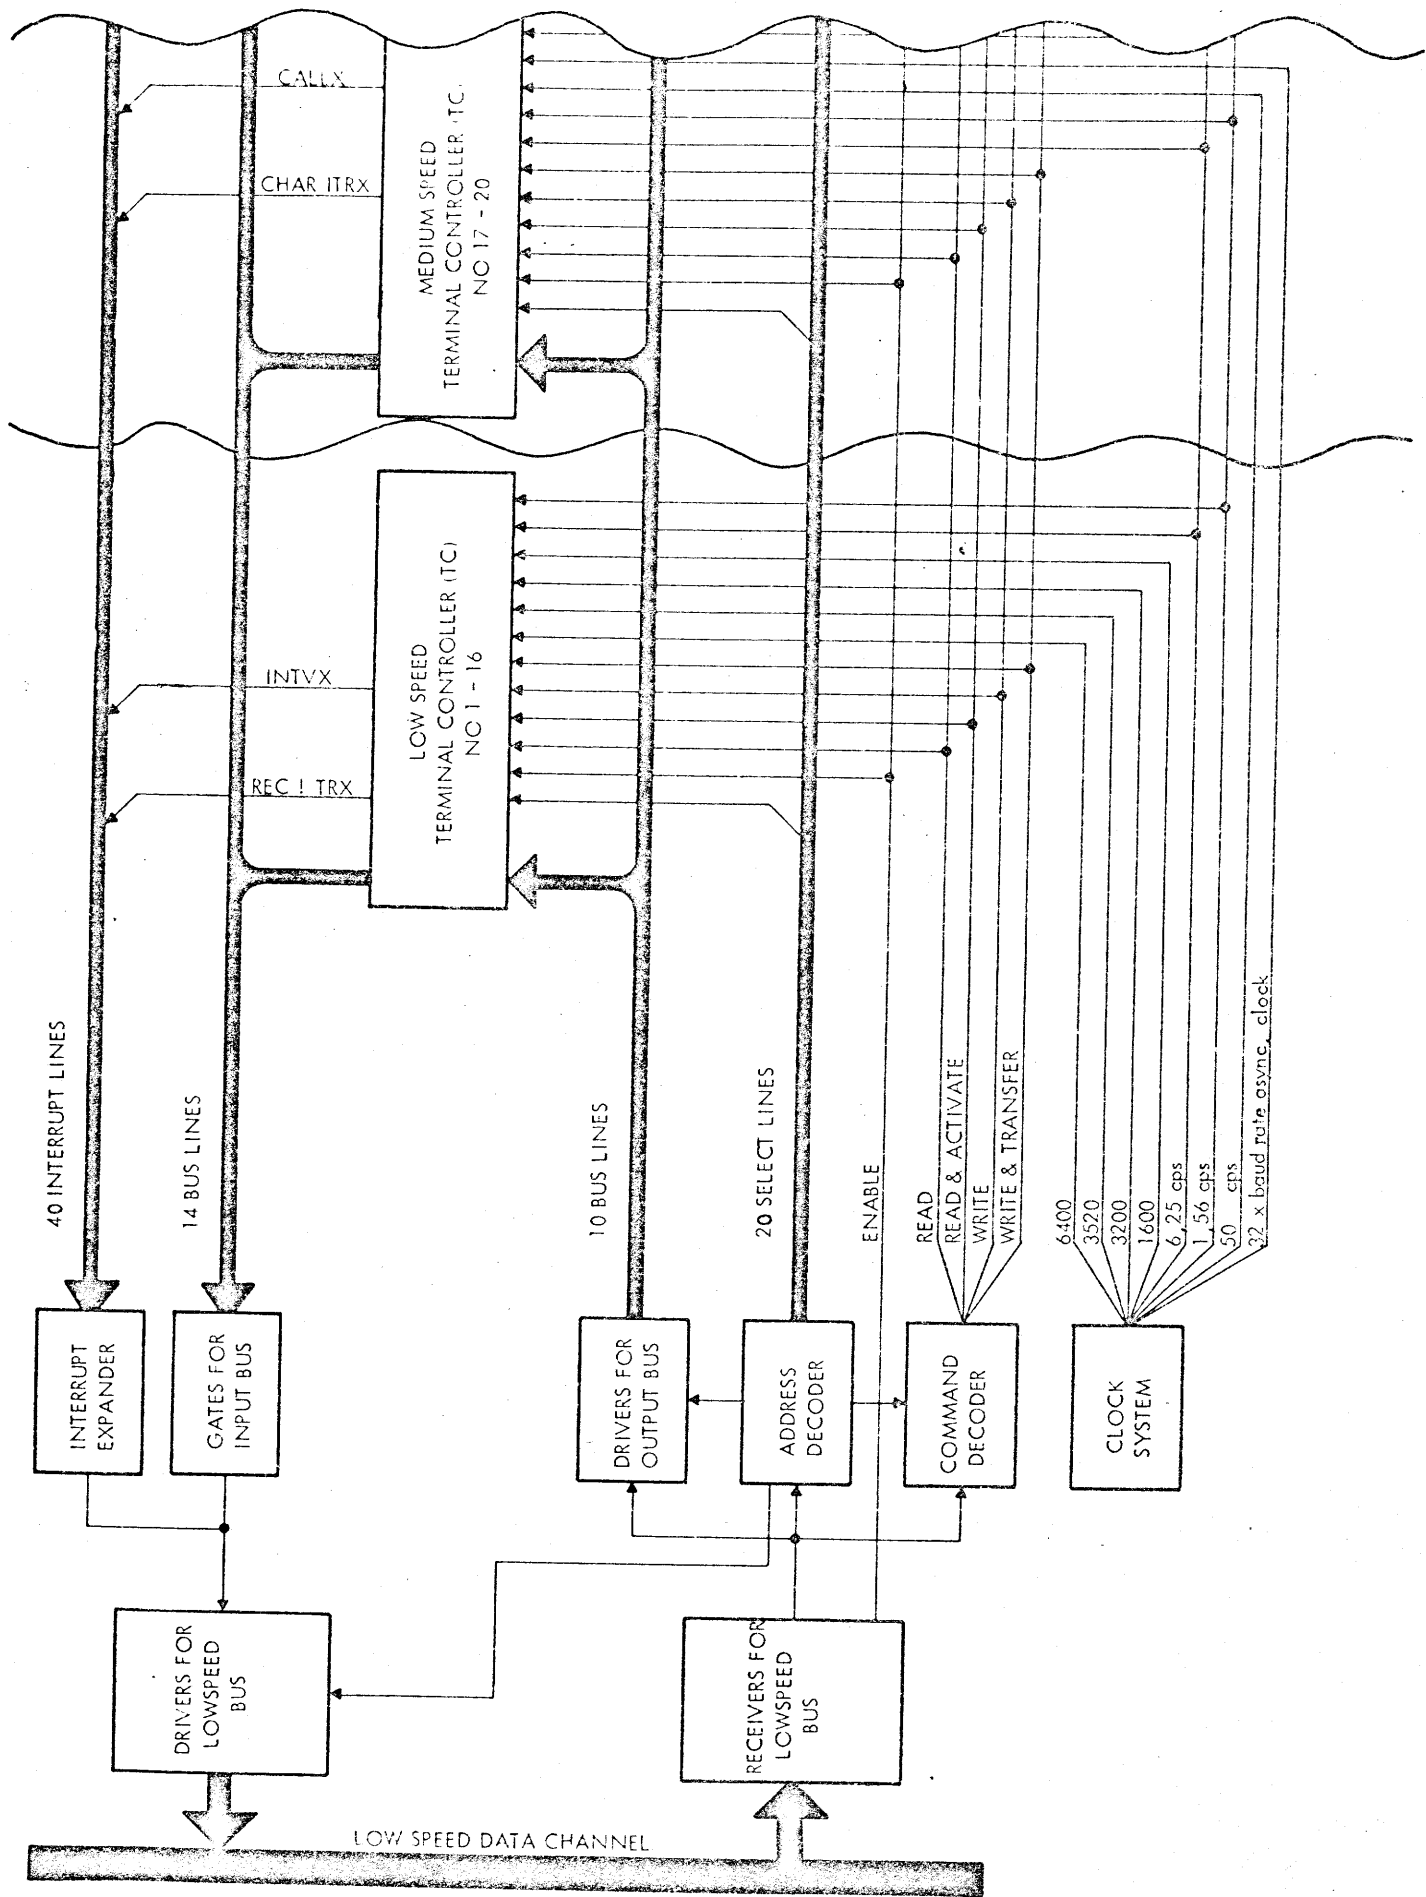 CALLX
CHAR ITRX
MEDIUM SPEED
TERMINAL CONTROLLER (TC.
NO 17 - 20
LOW SPEED
TERMINAL CONTROLLER (TC)
NO 1 - 16
INTVX
REC ! TRX
40 INTERRUPT LINES
14 BUS LINES
10 BUS LINES
20 SELECT LINES
ENABLE
READ
READ & ACTIVATE
WRITE
WRITE & TRANSFER
6400
3520
3200
1600
6,25 cps
1,56 cps
50 cps
32 x baud rate async. clock
INTERRUPT
EXPANDER
GATES FOR
INPUT BUS
DRIVERS FOR
OUTPUT BUS
ADDRESS
DECODER
COMMAND
DECODER
CLOCK
SYSTEM
DRIVERS FOR
LOWSPEED
BUS
RECEIVERS FOR
LOWSPEED
BUS
LOW SPEED DATA CHANNEL